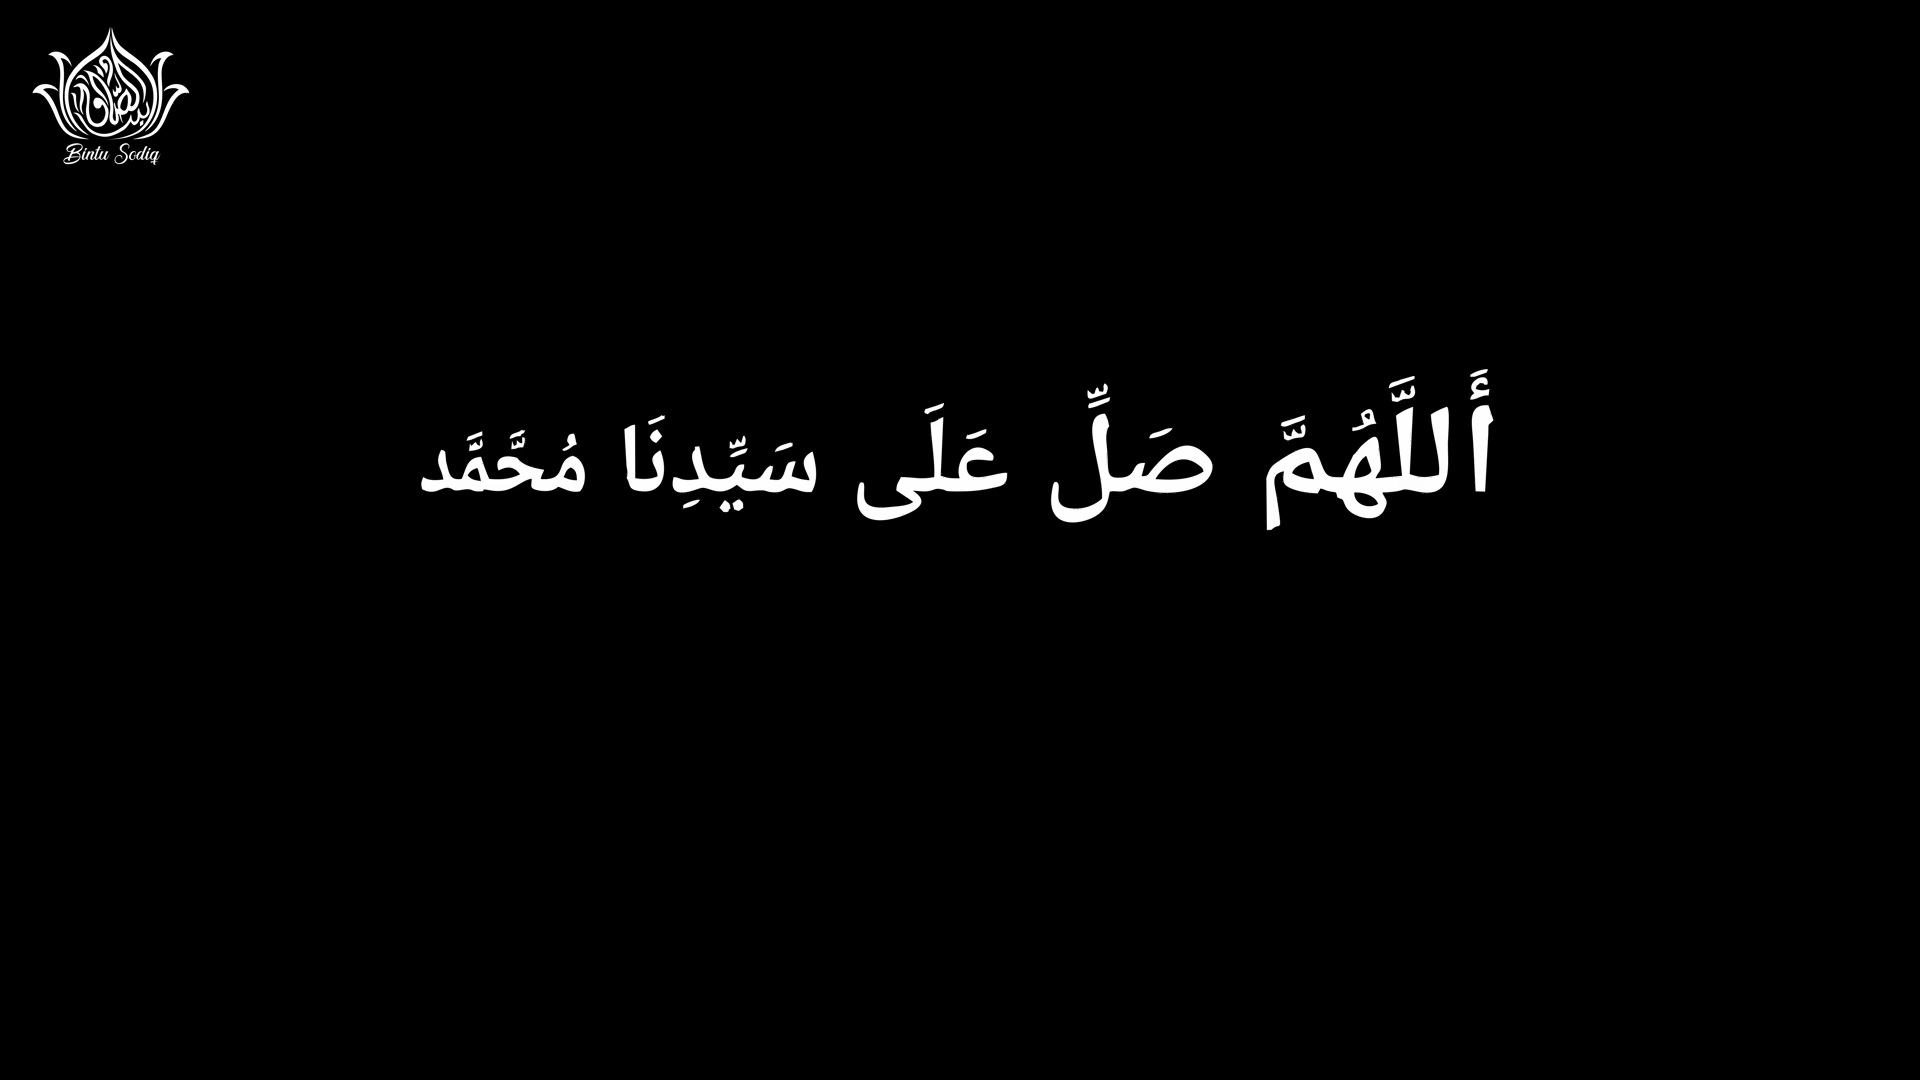 Bintu Sodiq
أَللَّهُمَّ صَلِّ عَلَى سَيِّدِنَا مُحَمَّد